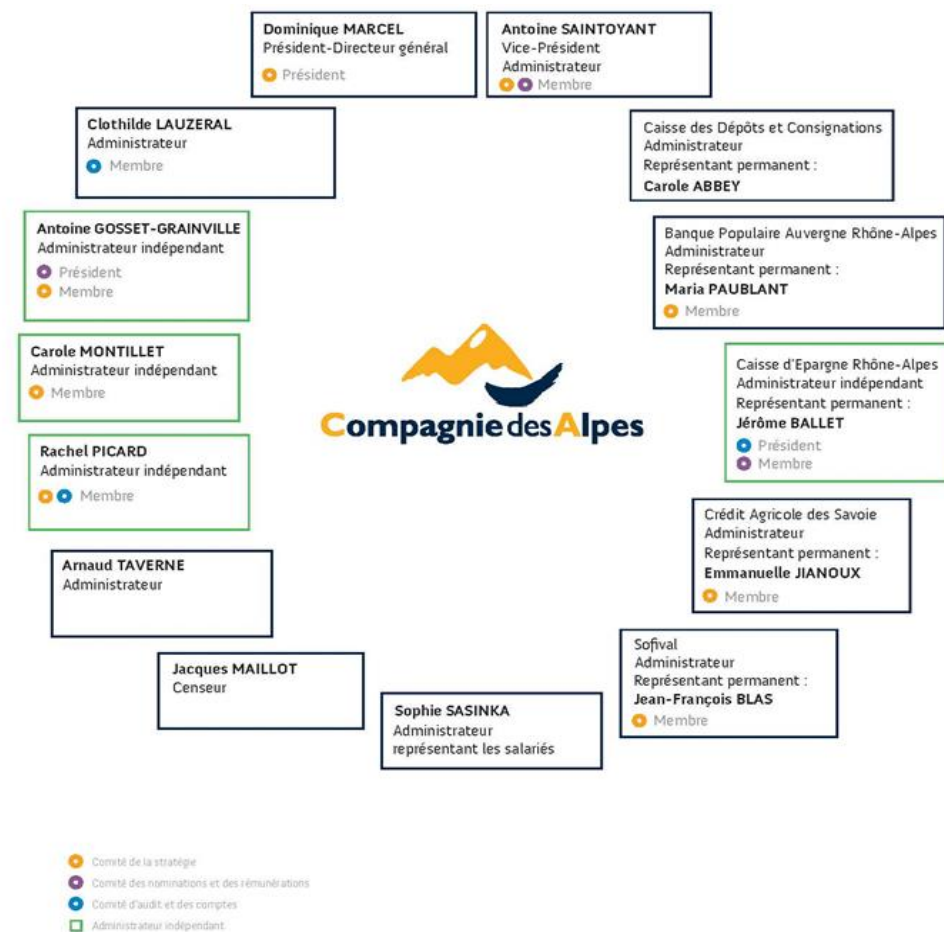 Dominique MARCEL
Président-Directeur général
Président
Antoine SAINTOYANT
Vice-Président
Administrateur
Membre
Clothilde LAUZERAL
Administrateur
Membre
Caisse des Dépôts et Consignations
Administrateur
Représentant permanent :
Carole ABBEY
Antoine GOSSET-GRAINVILLE
Administrateur indépendant
Président
Membre
Banque Populaire Auvergne Rhône-Alpes
Administrateur
Représentant permanent :
Maria PAUBLANT
Membre
Carole MONTILLET
Administrateur indépendant
Membre
Compagnie des Alpes
Caisse d'Epargne Rhône-Alpes
Administrateur indépendant
Représentant permanent :
Jérôme BALLET
Président
Membre
Rachel PICARD
Administrateur indépendant
Membre
Crédit Agricole des Savoie
Administrateur
Représentant permanent :
Emmanuelle JIANOUX
Membre
Arnaud TAVERNE
Administrateur
Sofival
Administrateur
Représentant permanent :
Jean-François BLAS
Membre
Jacques MAILLOT
Censeur
Sophie SASINKA
Administrateur
représentant les salariés
Comité de la stratégie
Comité des nominations et des rémunérations
Comité d'audit et des comptes
Administrateur indépendant